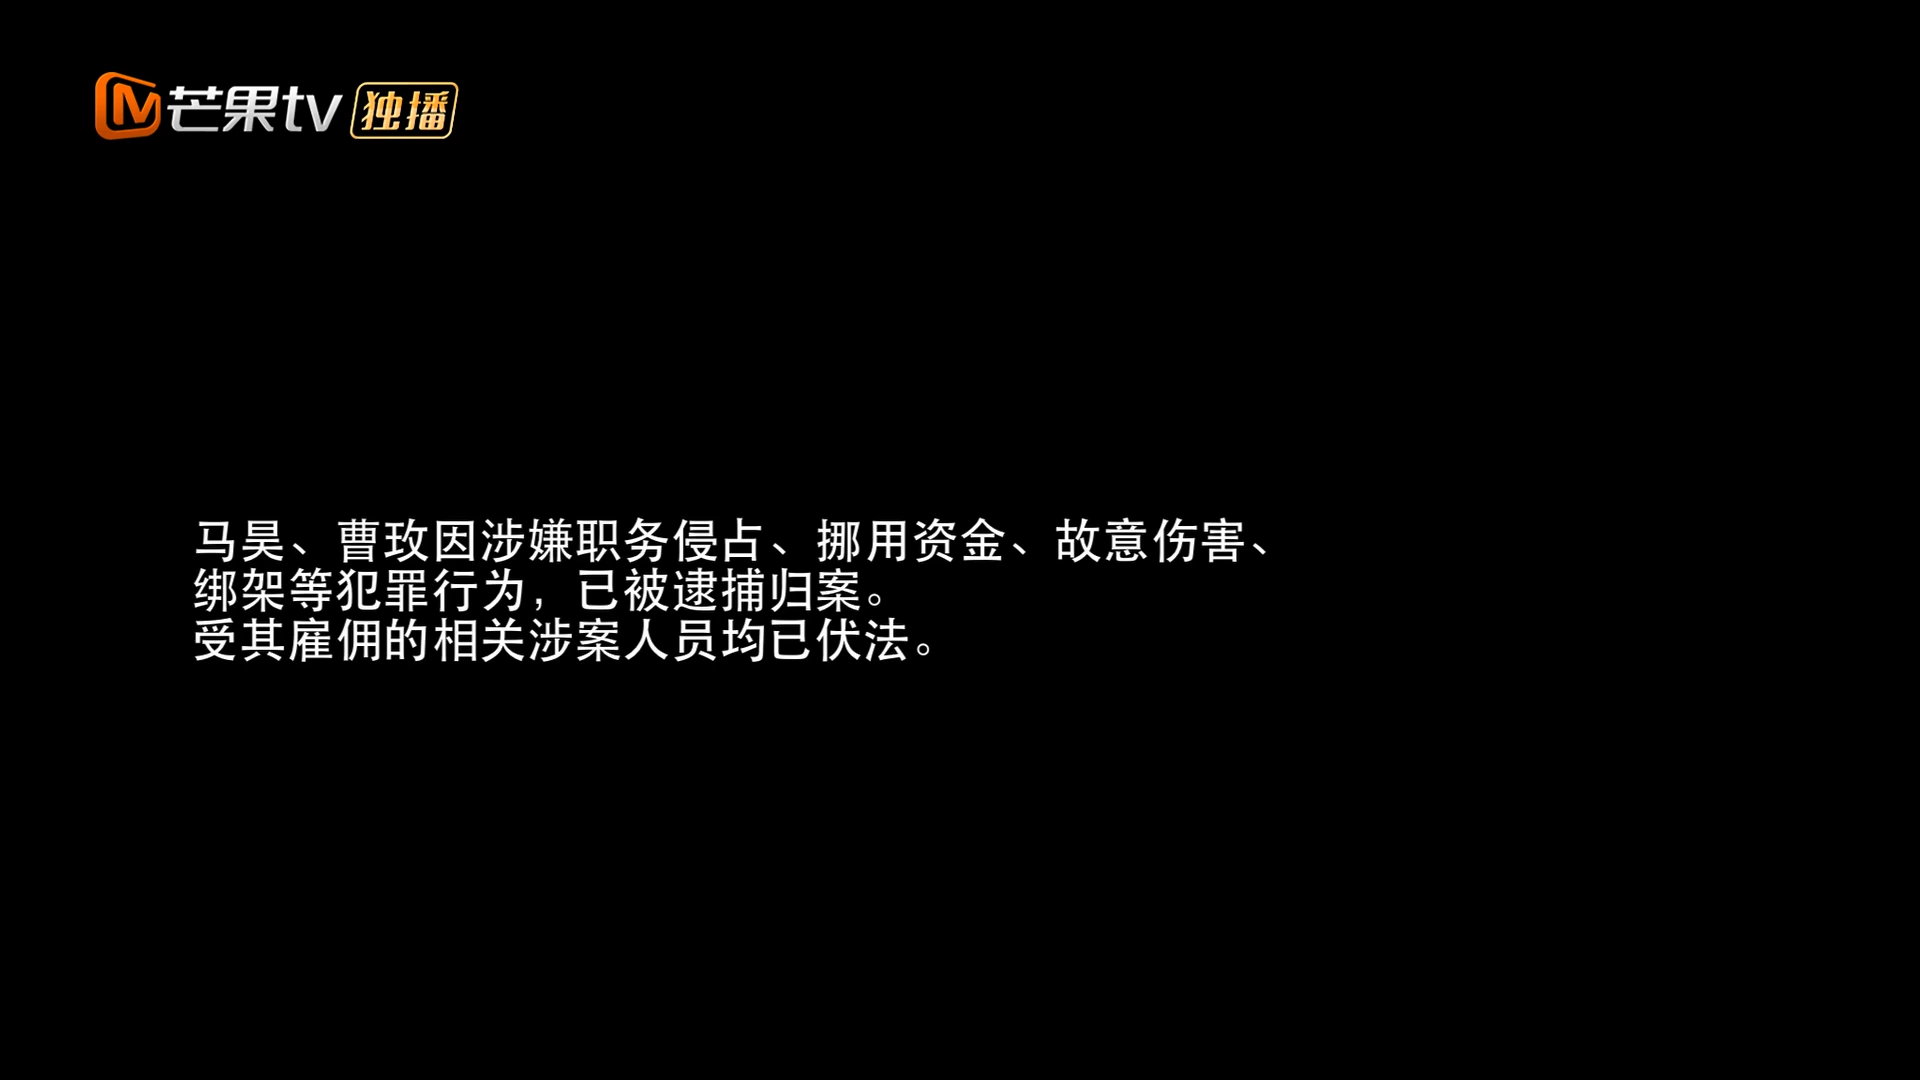 芒果tv 独播
马昊、曹玫因涉嫌职务侵占、挪用资金、故意伤害、
绑架等犯罪行为，已被逮捕归案。
受其雇佣的相关涉案人员均已伏法。